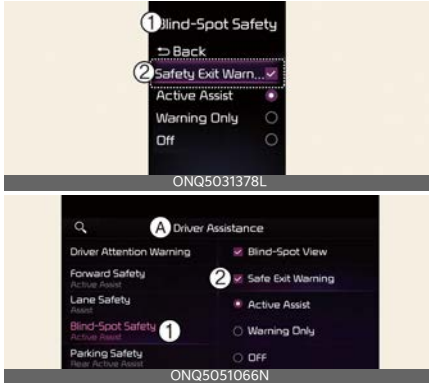 1 Blind-Spot Safety
Back
2 Safety Exit Warn...
Active Assist
Warning Only
Off
ONQ5031378L
A Driver Assistance
Driver Attention Warning
Blind-Spot View
Forward Safety
Active Assist
2 Safe Exit Warning
Lane Safety
Assist
Active Assist
Blind-Spot Safety 1
Active Assist
Warning Only
Parking Safety
Rear Active Assist
OFF
ONQ5051066N